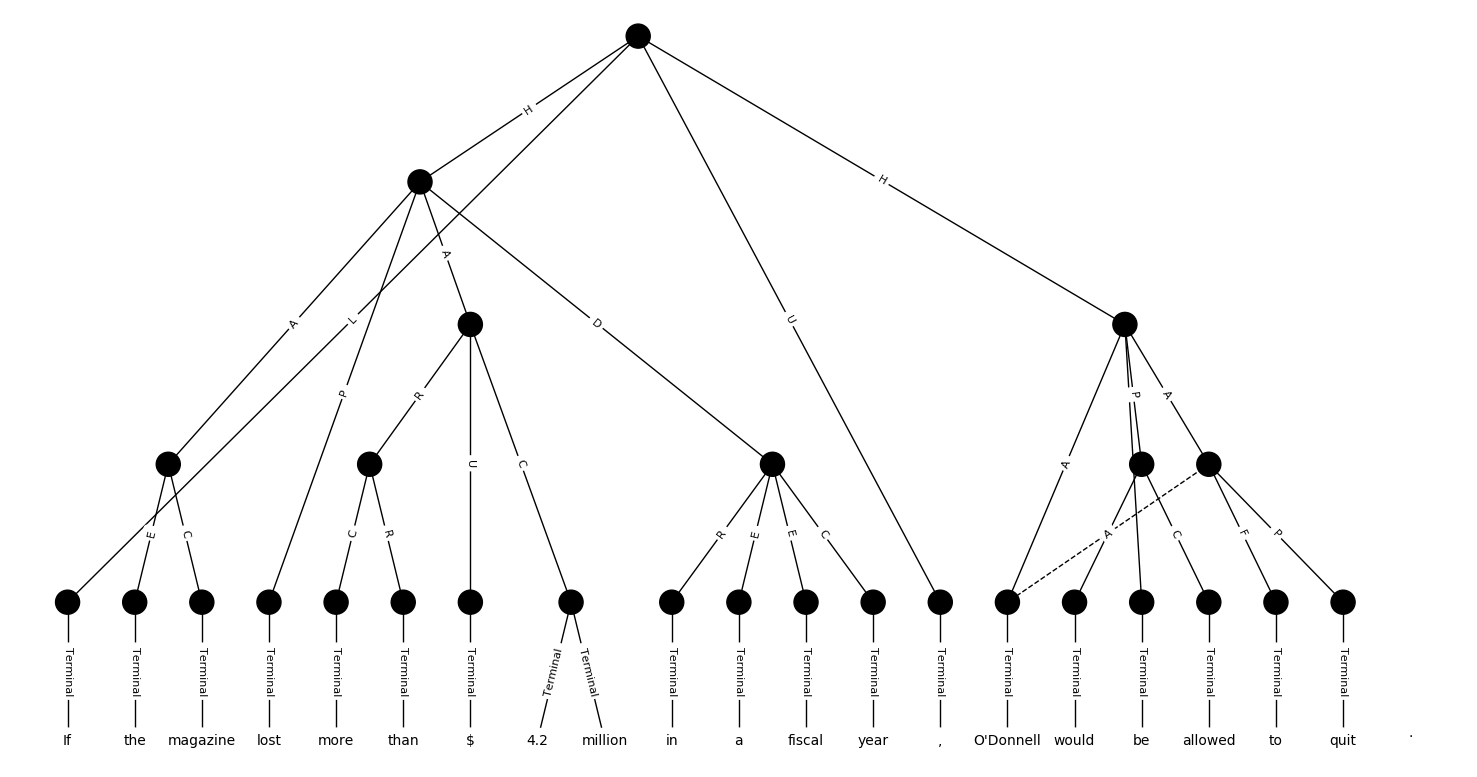 H
H
A
L
A
P
D
U
R
P
A
R
U
C
A
E
C
C
R
R
E
E
C
A
C
F
P
Terminal Terminal Terminal Terminal Terminal Terminal Terminal Terminal Terminal Terminal Terminal Terminal Terminal Terminal Terminal Terminal Terminal Terminal Terminal Terminal
If the magazine lost more than $ 4.2 million in a fiscal year , O'Donnell would be allowed to quit .